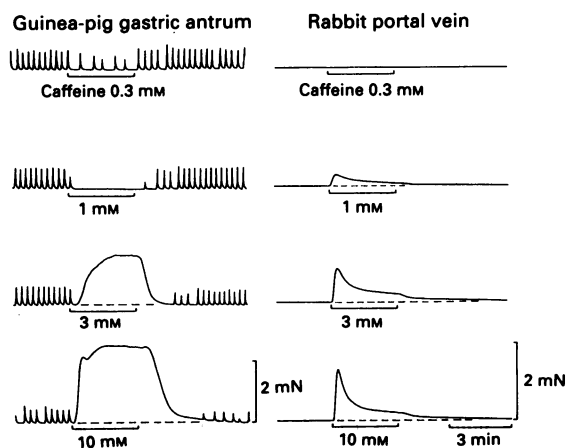 Guinea-pig gastric antrum
Rabbit portal vein
Caffeine 0.3 mM
Caffeine 0.3 mM
1 mM
1 mM
3 mM
3 mM
2 mN
2 mN
10 mM
10 mM
3 min